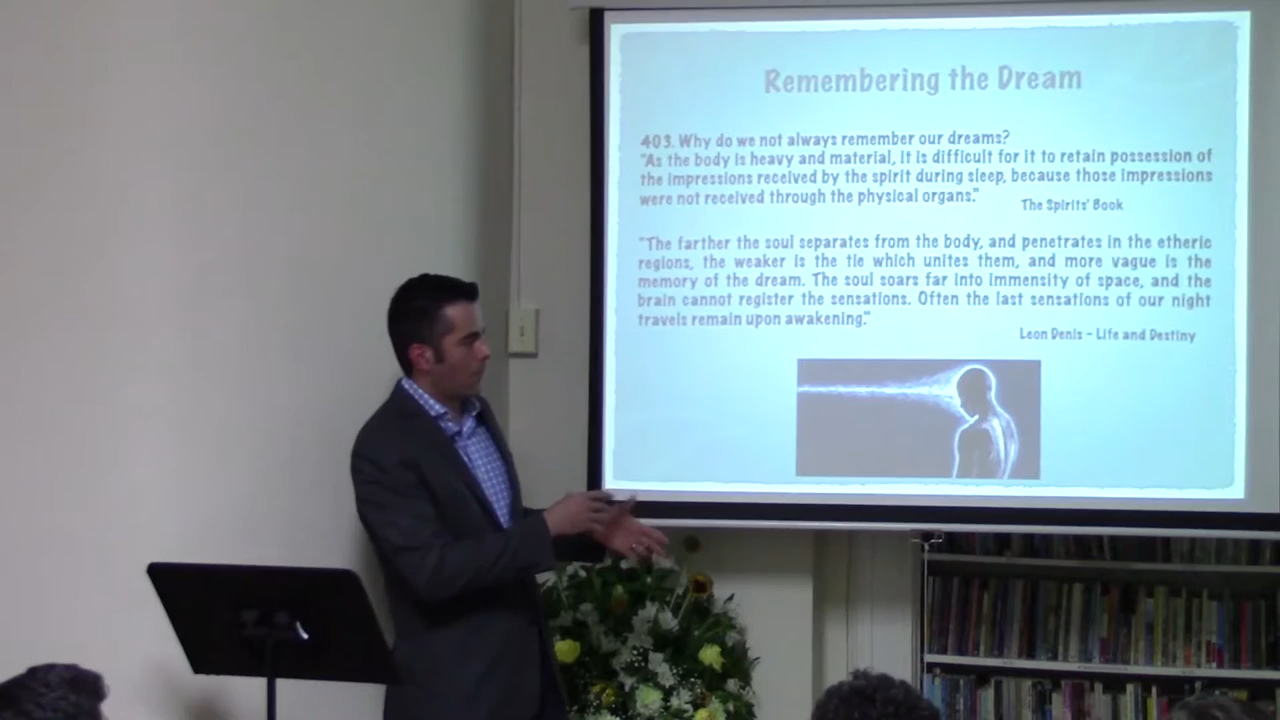 Remembering the Dream
403. Why do we not always remember our dreams?
"As the body is heavy and material, it is difficult for it to retain possession of
the impressions received by the spirit during sleep, because those impressions
were not received through the physical organs."
The Spirits' Book
"The farther the soul separates from the body, and penetrates in the etheric
regions, the weaker is the tie which unites them, and more vague is the
memory of the dream. The soul soars far into immensity of space, and the
brain cannot register the sensations. Often the last sensations of our night
travels remain upon awakening."
Leon Denis – Life and Destiny